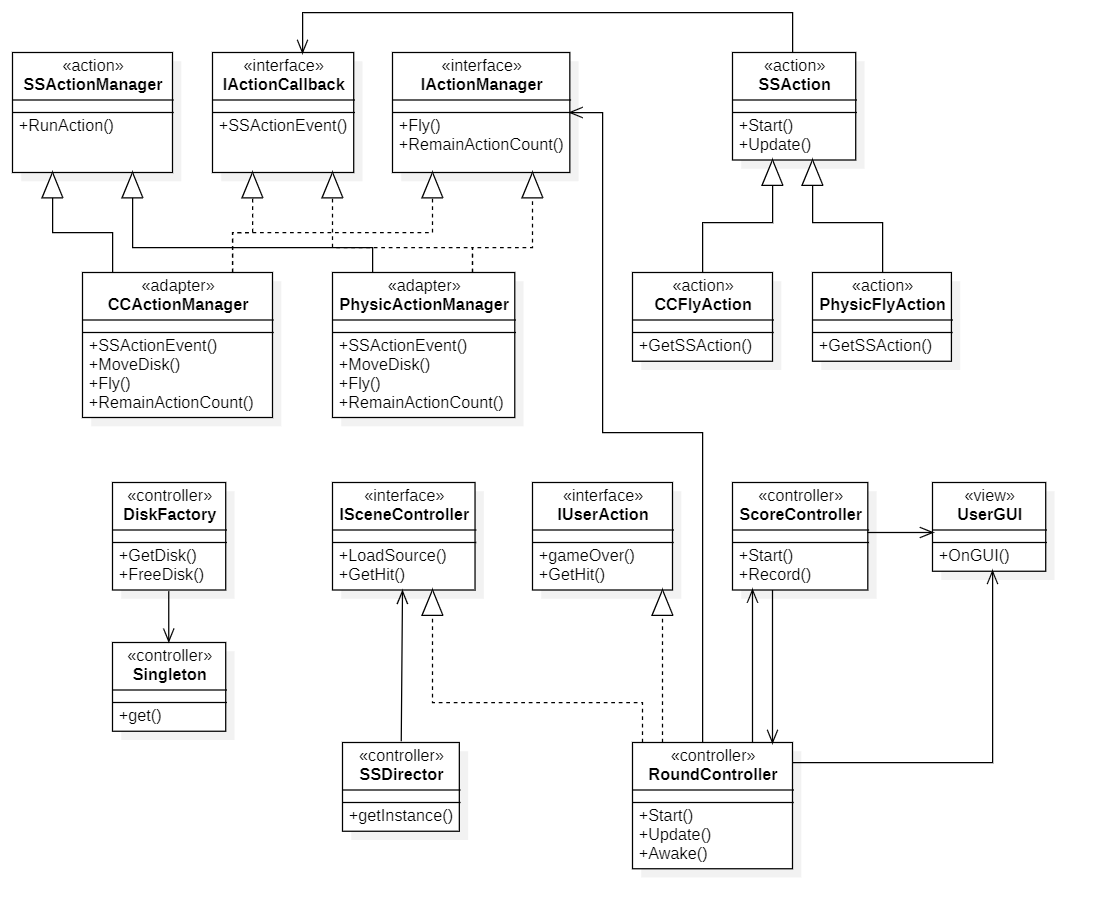 «action»
SSActionManager
+RunAction()
«interface»
IActionCallback
+SSActionEvent()
«interface»
IActionManager
+Fly()
+RemainActionCount()
«action»
SSAction
+Start()
+Update()
«adapter»
CCActionManager
+SSActionEvent()
+MoveDisk()
+Fly()
+RemainActionCount()
«adapter»
PhysicActionManager
+SSActionEvent()
+MoveDisk()
+Fly()
+RemainActionCount()
«action»
CCFlyAction
+GetSSAction()
«action»
PhysicFlyAction
+GetSSAction()
«controller»
DiskFactory
+GetDisk()
+FreeDisk()
«interface»
ISceneController
+LoadSource()
+GetHit()
«interface»
IUserAction
+gameOver()
+GetHit()
«controller»
ScoreController
+Start()
+Record()
«view»
UserGUI
+OnGUI()
«controller»
Singleton
+get()
«controller»
SSDirector
+getInstance()
«controller»
RoundController
+Start()
+Update()
+Awake()